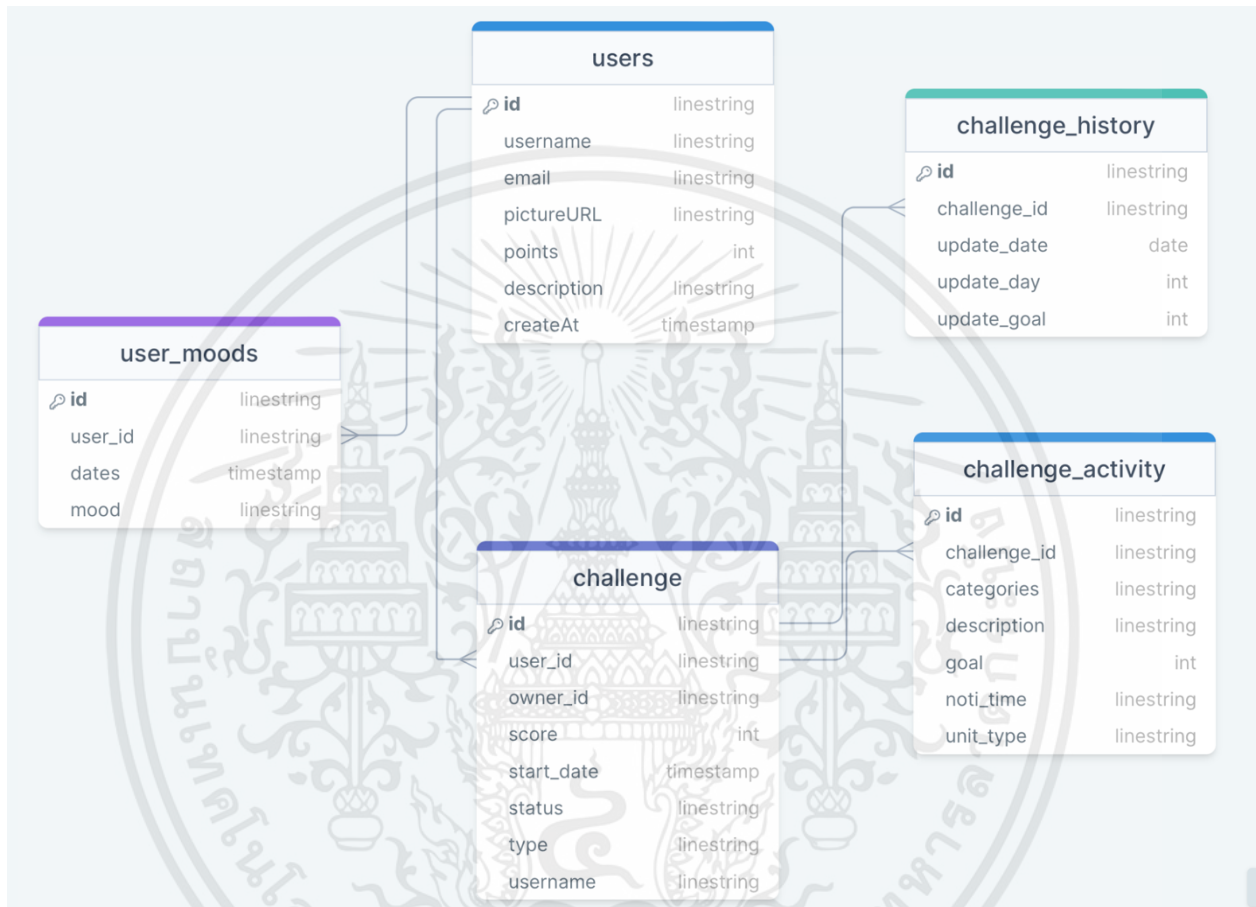 users
id linestring
username linestring
email linestring
pictureURL linestring
points int
description linestring
createAt timestamp
challenge_history
id linestring
challenge_id linestring
update_date date
update_day int
update_goal int
user_moods
id linestring
user_id linestring
dates timestamp
mood linestring
challenge_activity
id linestring
challenge_id linestring
categories linestring
description linestring
goal int
noti_time linestring
unit_type linestring
challenge
id linestring
user_id linestring
owner_id linestring
score int
start_date timestamp
status linestring
type linestring
username linestring